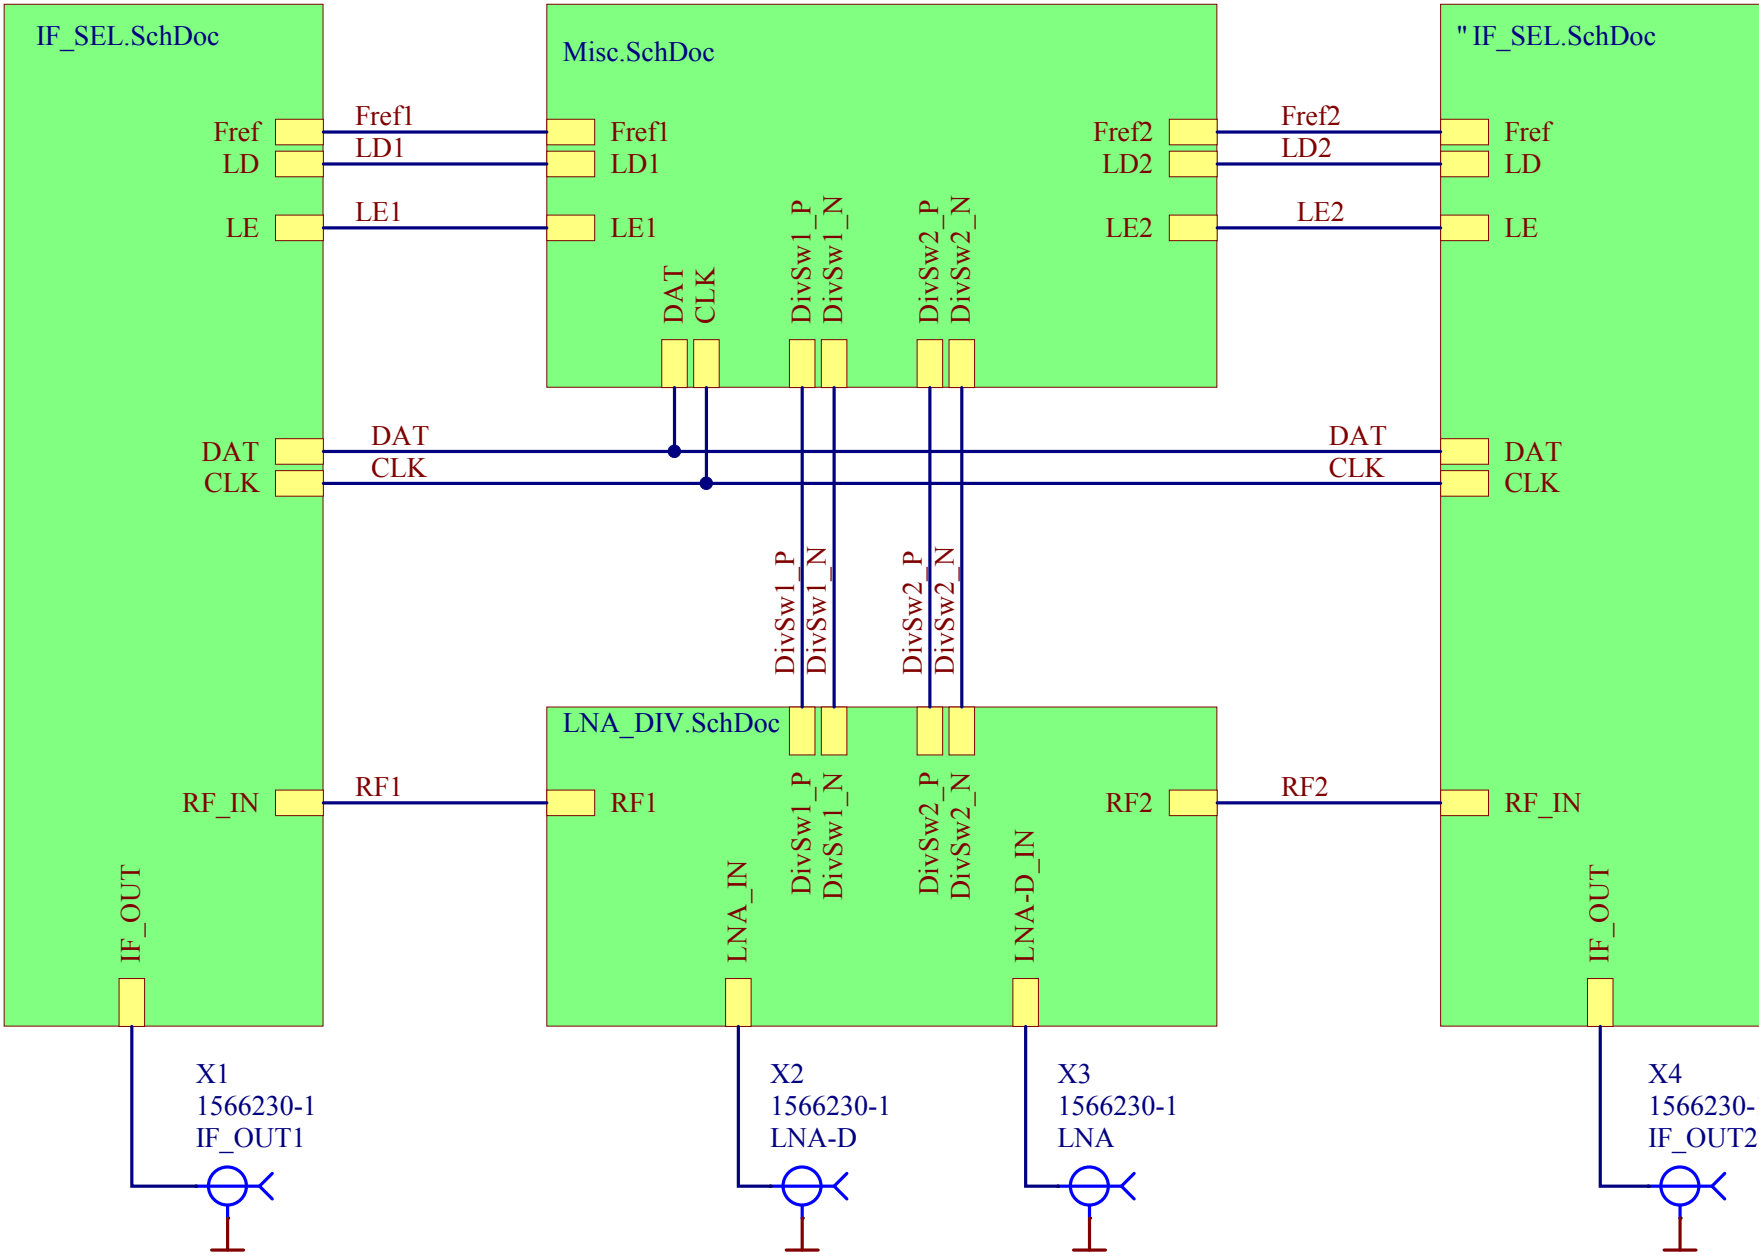 IF_SEL.SchDoc
Misc.SchDoc
" IF_SEL.SchDoc
Fref
Fref1
Fref1
Fref2
Fref2
Fref
LD
LD1
LD1
LD2
LD2
LD
LE
LE1
LE1
LE2
LE2
LE
DAT
CLK
DivSw1_P
DivSw1_N
DivSw2_P
DivSw2_N
DAT
DAT
DAT
DAT
CLK
CLK
CLK
CLK
DivSw1_P
DivSw1_N
DivSw2_P
DivSw2_N
LNA_DIV.SchDoc
RF_IN
RF1
RF1
DivSw1_P
DivSw1_N
DivSw2_P
DivSw2_N
RF2
RF2
RF_IN
IF_OUT
LNA_IN
LNA-D_IN
IF_OUT
X1
1566230-1
IF_OUT1
X2
1566230-1
LNA-D
X3
1566230-1
LNA
X4
1566230-
IF_OUT2